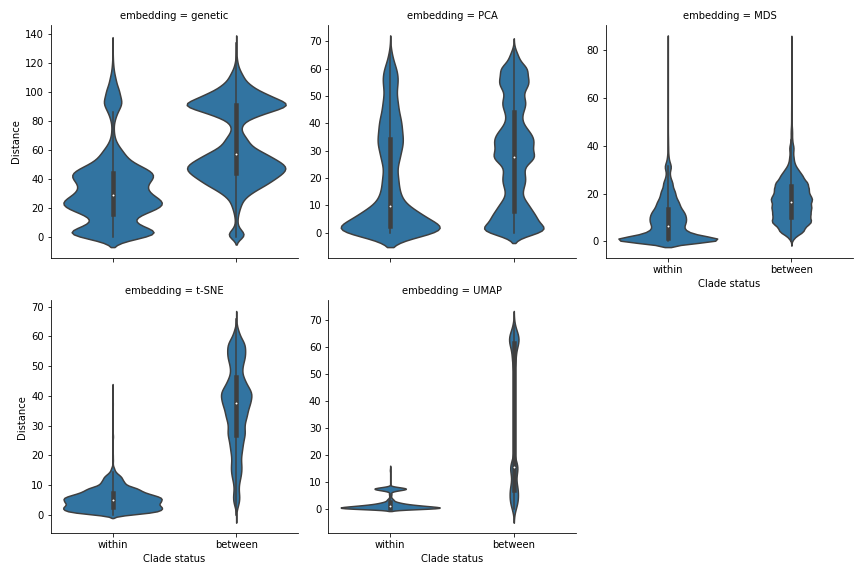 embedding = genetic
embedding = PCA
embedding = MDS
Distance
140
120
100
80
60
40
20
0
70
60
50
40
30
20
10
0
80
60
40
20
0
within
between
Clade status
embedding = t-SNE
embedding = UMAP
Distance
70
60
50
40
30
20
10
0
within
between
Clade status
70
60
50
40
30
20
10
0
within
between
Clade status